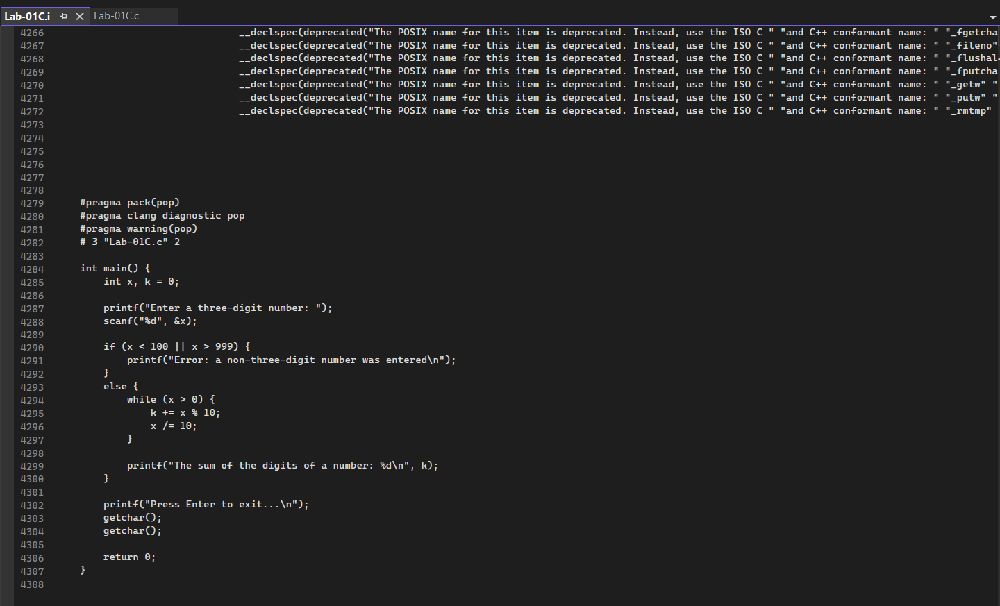 Lab-01C.i Lab-01C.c
4266 __declspec(deprecated("The POSIX name for this item is deprecated. Instead, use the ISO C " "and C++ conformant name: " "_fgetcha
4267 __declspec(deprecated("The POSIX name for this item is deprecated. Instead, use the ISO C " "and C++ conformant name: " "_fileno"
4268 __declspec(deprecated("The POSIX name for this item is deprecated. Instead, use the ISO C " "and C++ conformant name: " "_flushal
4269 __declspec(deprecated("The POSIX name for this item is deprecated. Instead, use the ISO C " "and C++ conformant name: " "_fputcha
4270 __declspec(deprecated("The POSIX name for this item is deprecated. Instead, use the ISO C " "and C++ conformant name: " "_getw" "
4271 __declspec(deprecated("The POSIX name for this item is deprecated. Instead, use the ISO C " "and C++ conformant name: " "_putw" "
4272 __declspec(deprecated("The POSIX name for this item is deprecated. Instead, use the ISO C " "and C++ conformant name: " "_rmtmp"
4273
4274
4275
4276
4277
4278
4279 #pragma pack(pop)
4280 #pragma clang diagnostic pop
4281 #pragma warning(pop)
4282 # 3 "Lab-01C.c" 2
4283
4284 int main() {
4285 int x, k = 0;
4286
4287 printf("Enter a three-digit number: ");
4288 scanf("%d", &x);
4289
4290 if (x < 100 || x > 999) {
4291 printf("Error: a non-three-digit number was entered\n");
4292 }
4293 else {
4294 while (x > 0) {
4295 k += x % 10;
4296 x /= 10;
4297 }
4298
4299 printf("The sum of the digits of a number: %d\n", k);
4300 }
4301
4302 printf("Press Enter to exit...\n");
4303 getchar();
4304 getchar();
4305
4306 return 0;
4307 }
4308